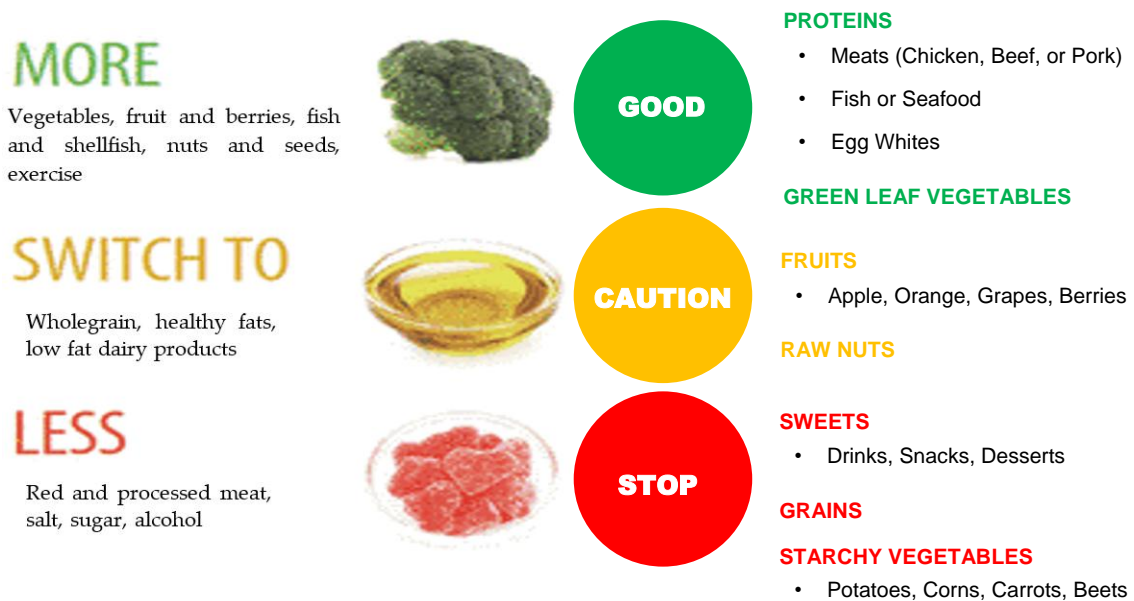 MORE
Vegetables, fruit and berries, fish
and shellfish, nuts and seeds,
exercise
SWITCH TO
Wholegrain, healthy fats,
low fat dairy products
LESS
Red and processed meat,
salt, sugar, alcohol
GOOD
CAUTION
STOP
PROTEINS
• Meats (Chicken, Beef, or Pork)
• Fish or Seafood
• Egg Whites
GREEN LEAF VEGETABLES
FRUITS
• Apple, Orange, Grapes, Berries
RAW NUTS
SWEETS
• Drinks, Snacks, Desserts
GRAINS
STARCHY VEGETABLES
• Potatoes, Corns, Carrots, Beets